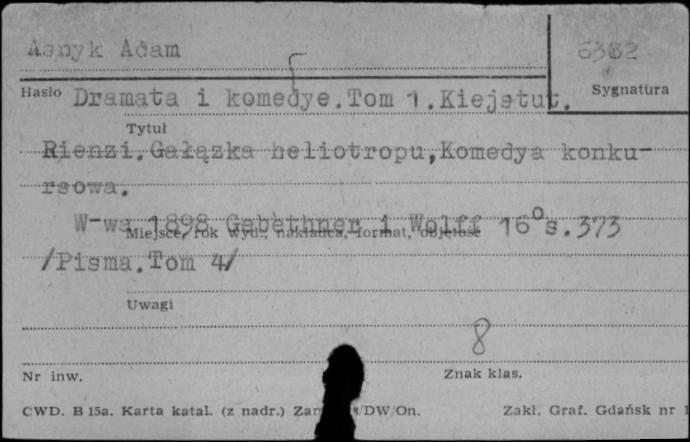 Asnyk Adam
6382
Hasło
Sygnatura
Dramata i komedye.Tom 1.Kiejstut.
Tytuł
Rienzi.Gałązka heliotropu,Komedya konku-
rsowa.
W-wa 1898 Gebethner i Wolff 16° s.373
Miejsce, rok wyd., nakładca, format, objętość
/Pisma.Tom 4/
Uwagi
8
Nr inw.
Znak klas.
CWD. B 15a. Karta katal. (z nadr.) /DW/On.
Zakł. Graf. Gdańsk nr